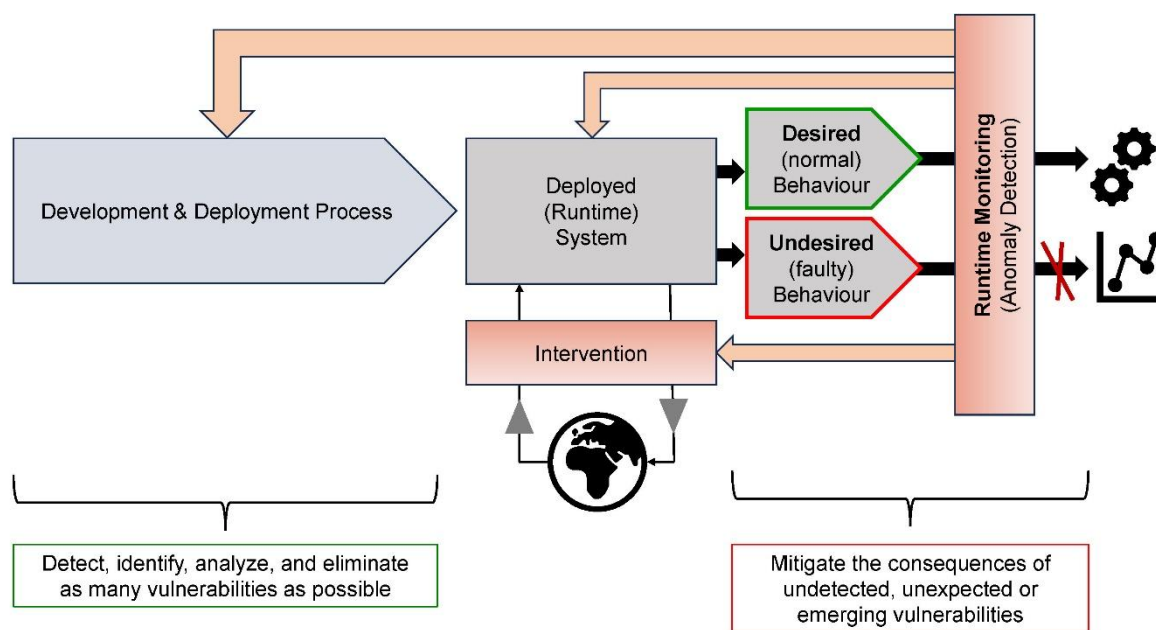 Development & Deployment Process
Deployed
(Runtime)
System
Desired
(normal)
Behaviour
Undesired
(faulty)
Behaviour
Runtime Monitoring
(Anomaly Detection)
Intervention
Detect, identify, analyze, and eliminate
as many vulnerabilities as possible
Mitigate the consequences of
undetected, unexpected or
emerging vulnerabilities